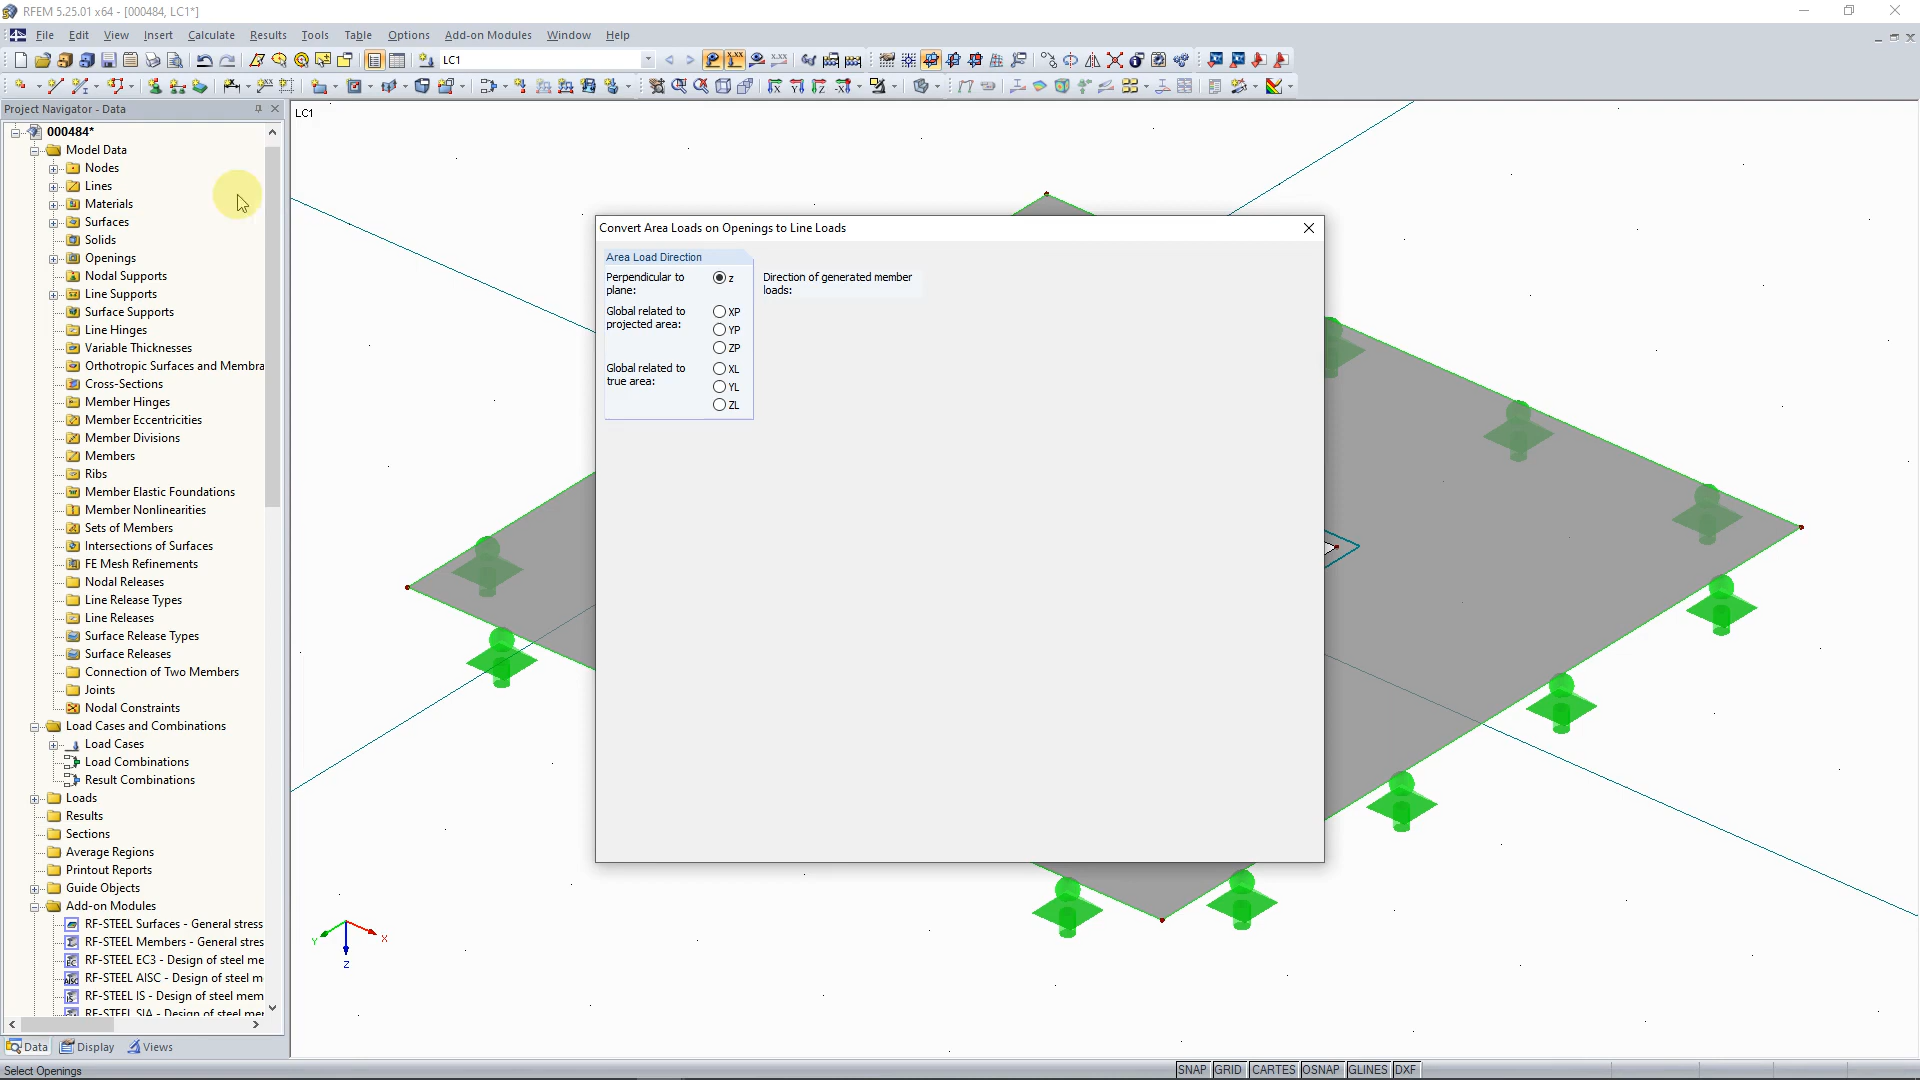 RFEM 5.25.01 x64 - [000484, LC1*]
File Edit View Insert Calculate Results Tools Table Options Add-on Modules Window Help
LC1
Project Navigator - Data
LC1
000484*
Model Data
Nodes
Lines
Materials
Surfaces
Solids
Openings
Nodal Supports
Line Supports
Surface Supports
Line Hinges
Variable Thicknesses
Orthotropic Surfaces and Membra
Cross-Sections
Member Hinges
Member Eccentricities
Member Divisions
Members
Ribs
Member Elastic Foundations
Member Nonlinearities
Sets of Members
Intersections of Surfaces
FE Mesh Refinements
Nodal Releases
Line Release Types
Line Releases
Surface Release Types
Surface Releases
Connection of Two Members
Joints
Nodal Constraints
Load Cases and Combinations
Load Cases
Load Combinations
Result Combinations
Loads
Results
Sections
Average Regions
Printout Reports
Guide Objects
Add-on Modules
RF-STEEL Surfaces - General stress
RF-STEEL Members - General stres
RF-STEEL EC3 - Design of steel me
RF-STEEL AISC - Design of steel m
RF-STEEL IS - Design of steel mem
RF-STEEL SIA - Design of steel mer
Data Display Views
Convert Area Loads on Openings to Line Loads
Area Load Direction
Perpendicular to
plane:
z
Direction of generated member
loads:
Global related to
projected area:
XP
YP
ZP
Global related to
true area:
XL
YL
ZL
Y
X
Z
Select Openings
SNAP GRID CARTES OSNAP GLINES DXF